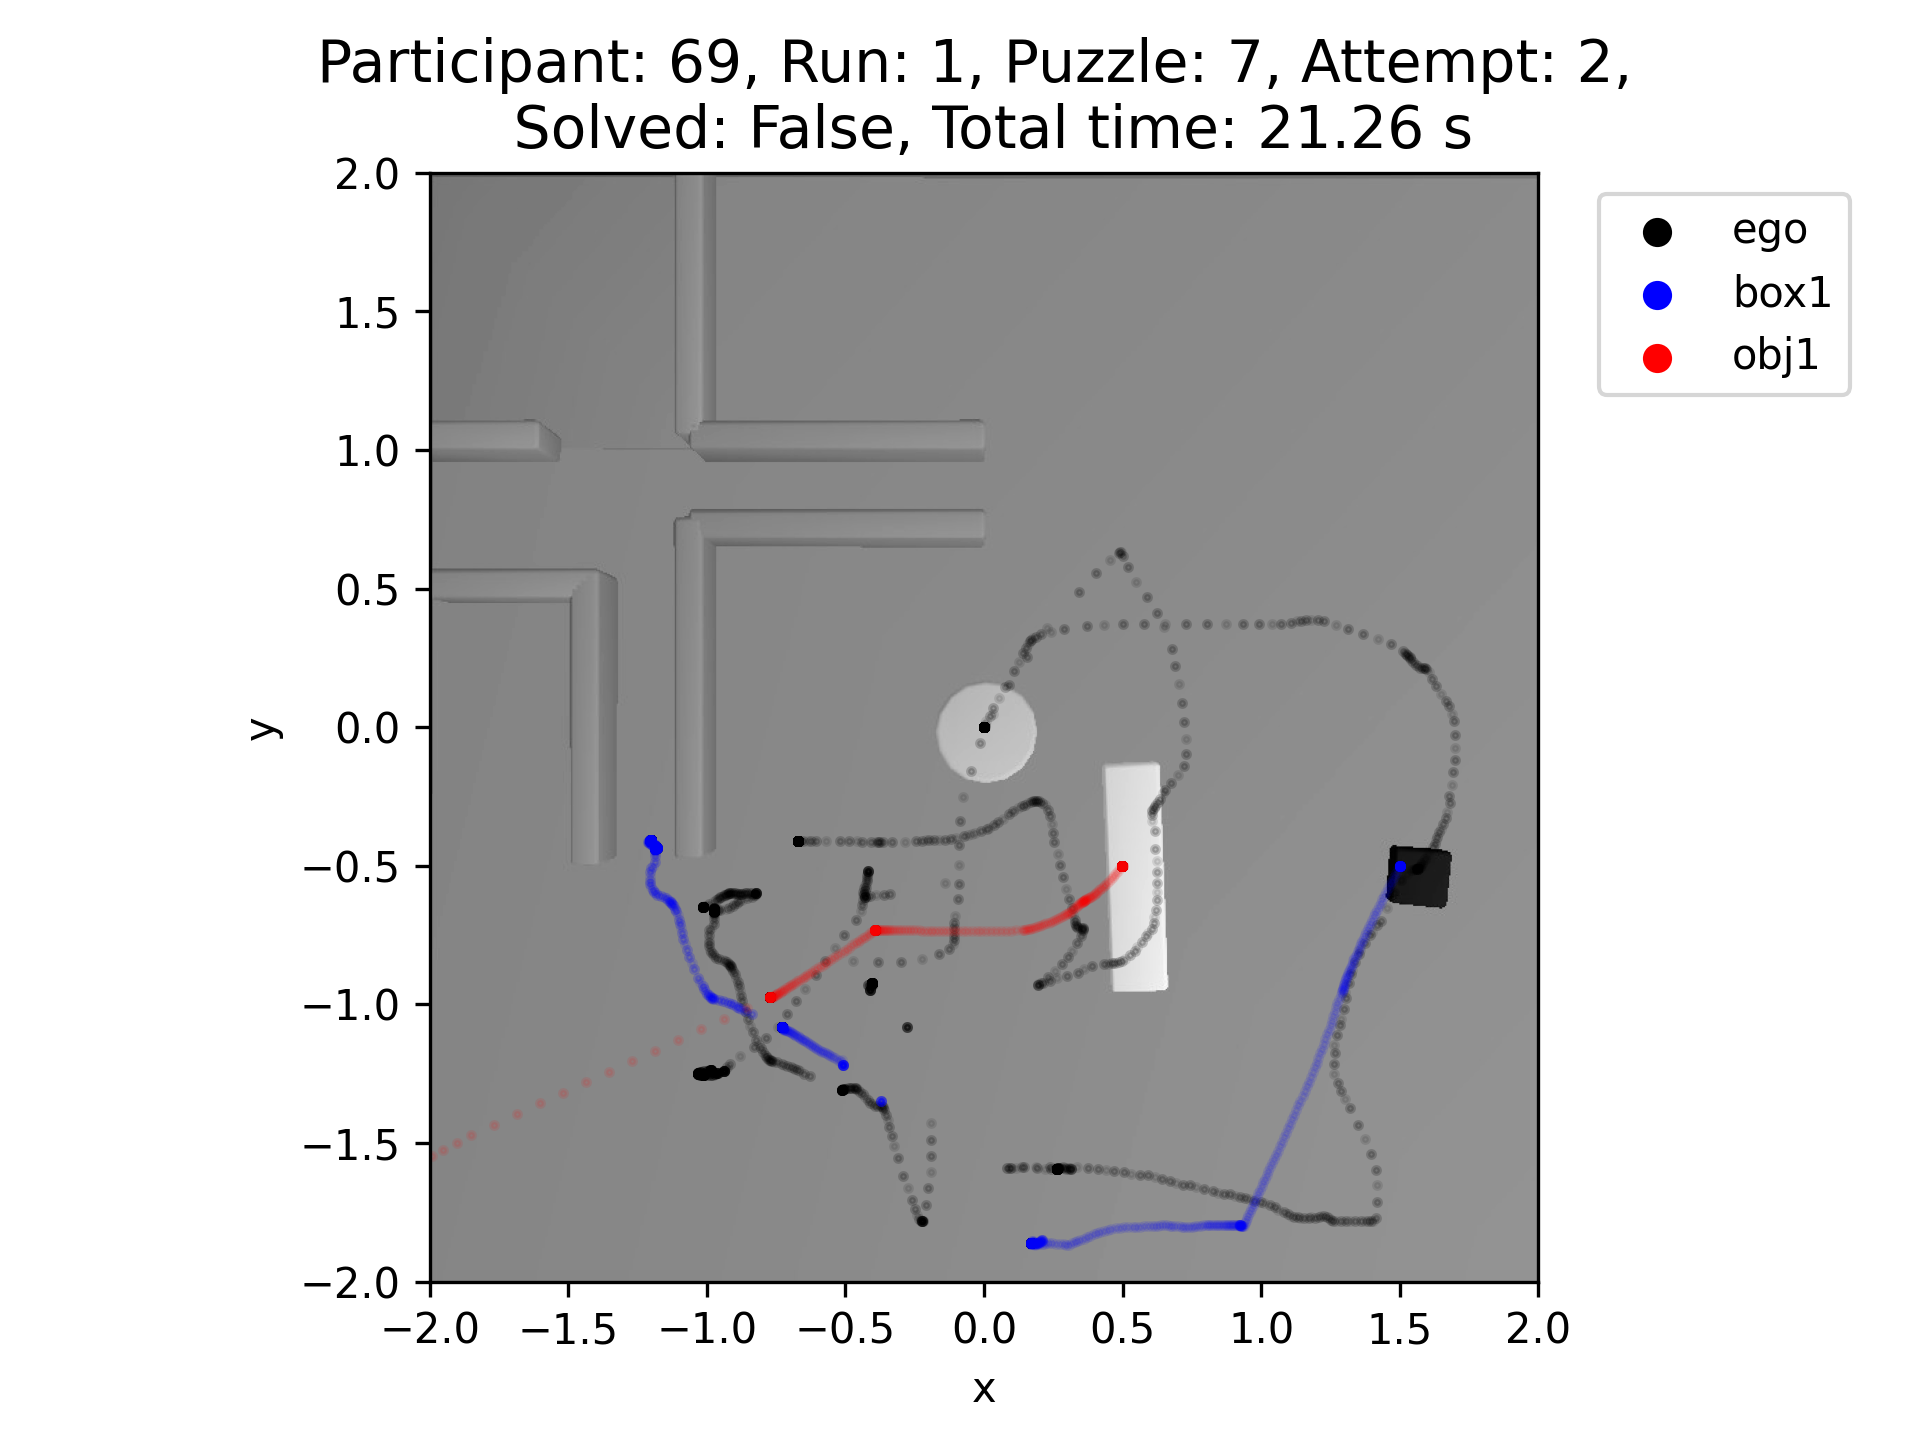 Participant: 69, Run: 1, Puzzle: 7, Attempt: 2,
Solved: False, Total time: 21.26 s
ego
box1
obj1
2.0
1.5
1.0
0.5
0.0
−0.5
−1.0
−1.5
−2.0
y
−2.0 −1.5 −1.0 −0.5 0.0 0.5 1.0 1.5 2.0
x